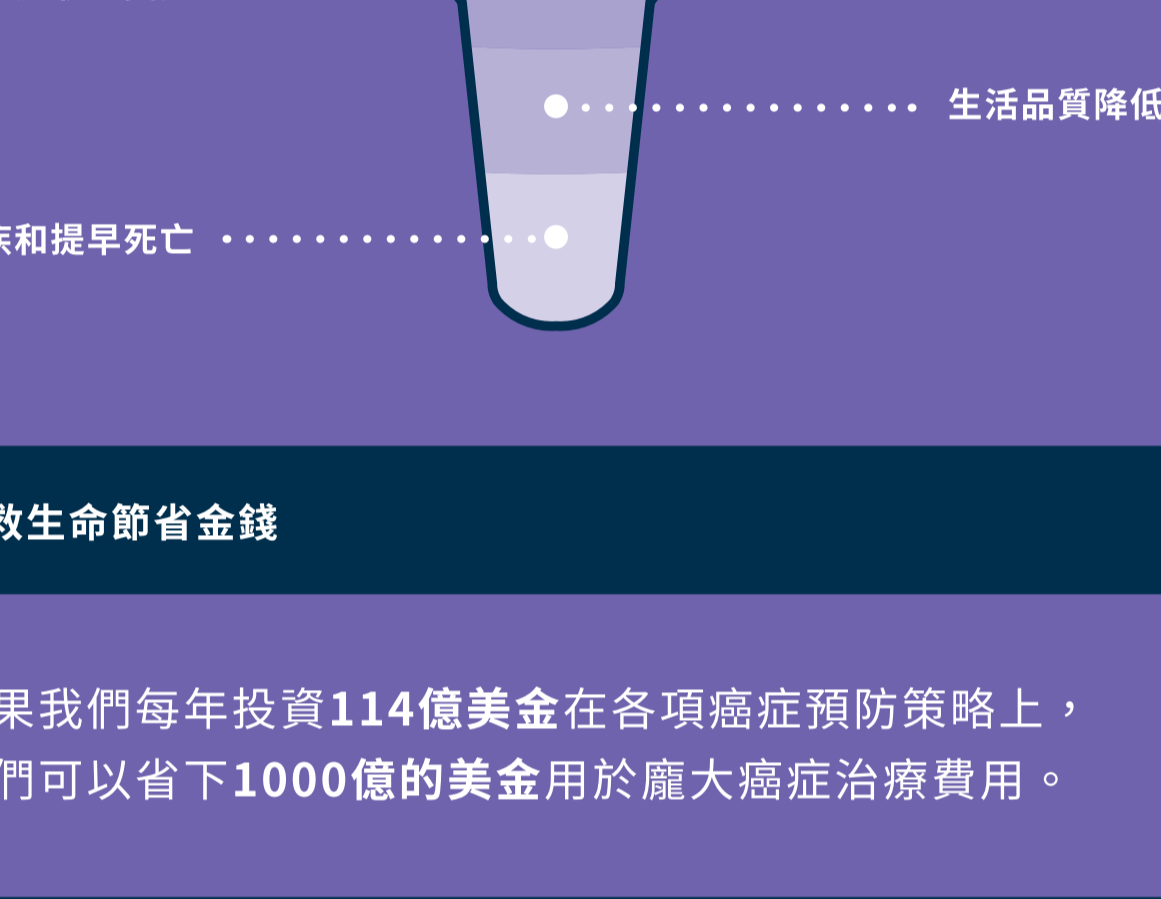 生活品質降低
和提早死亡
救生命節省金錢
果我們每年投資114億美金在各項癌症預防策略上，
們可以省下1000億的美金用於龐大癌症治療費用。